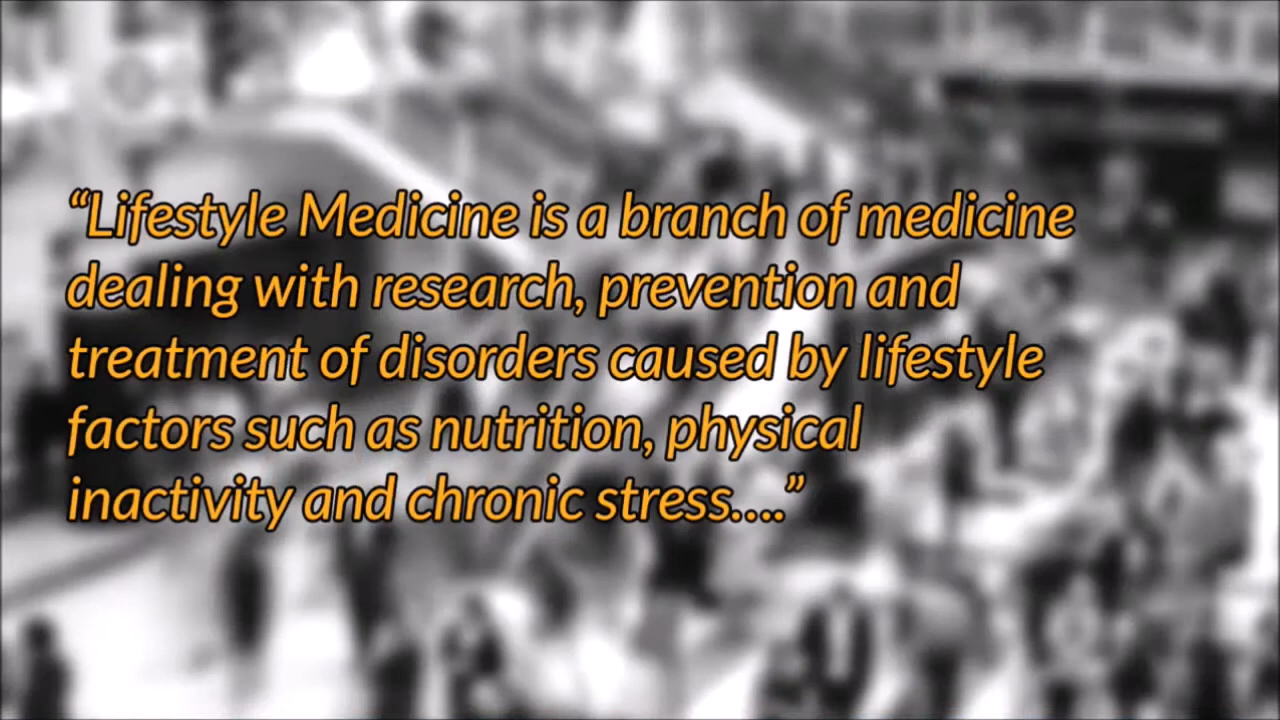 “Lifestyle Medicine is a branch of medicine
dealing with research, prevention and
treatment of disorders caused by lifestyle
factors such as nutrition, physical
inactivity and chronic stress....”